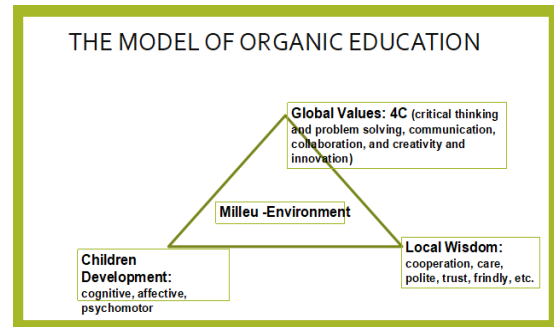 THE MODEL OF ORGANIC EDUCATION
Global Values: 4C (critical thinking
and problem solving, communication,
collaboration, and creativity and
innovation)
Milleu -Environment
Children
Development:
cognitive, affective,
psychomotor
Local Wisdom:
cooperation, care,
polite, trust, frindly, etc.